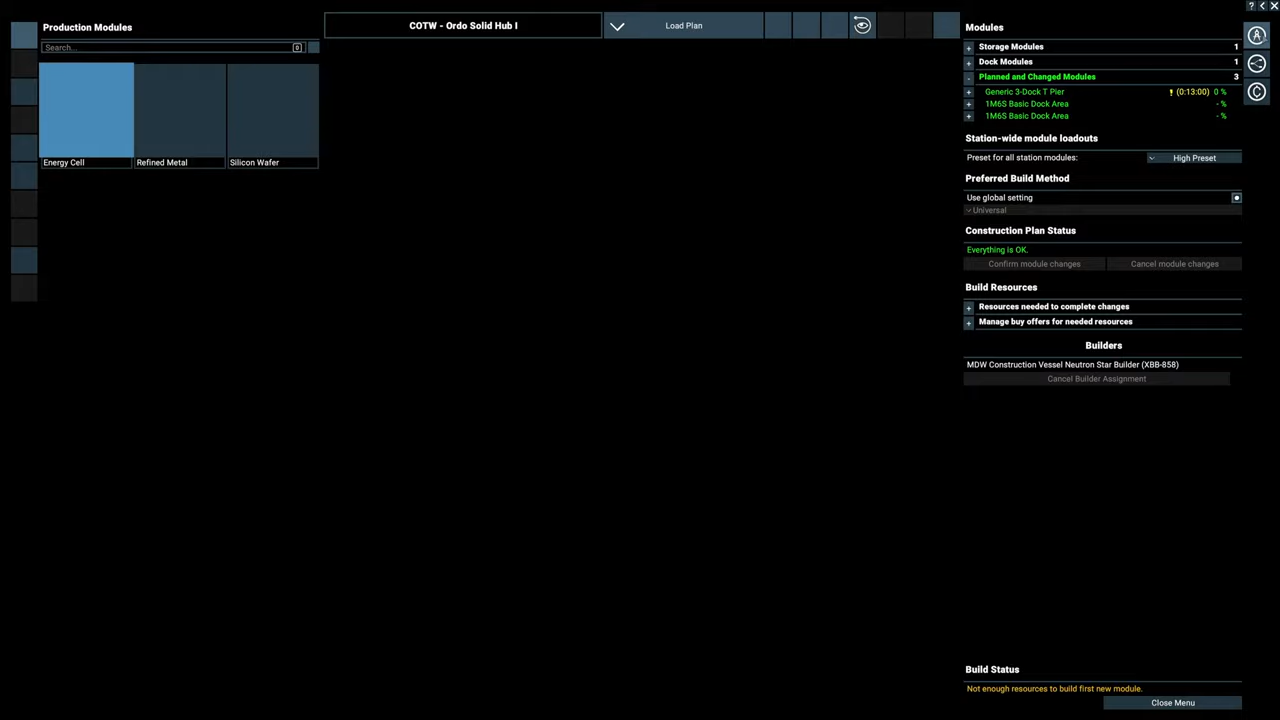 Production Modules
Search...
0
Energy Cell
Refined Metal
Silicon Wafer
COTW - Ordo Solid Hub I
Load Plan
? < X
Modules
+ Storage Modules 1
+ Dock Modules 1
- Planned and Changed Modules 3
+ Generic 3-Dock T Pier ! (0:13:00) 0 %
+ 1M6S Basic Dock Area - %
+ 1M6S Basic Dock Area - %
Station-wide module loadouts
Preset for all station modules: High Preset
Preferred Build Method
Use global setting
Universal
Construction Plan Status
Everything is OK.
Confirm module changes Cancel module changes
Build Resources
+ Resources needed to complete changes
+ Manage buy offers for needed resources
Builders
MDW Construction Vessel Neutron Star Builder (XBB-858)
Cancel Builder Assignment
Build Status
Not enough resources to build first new module.
Close Menu